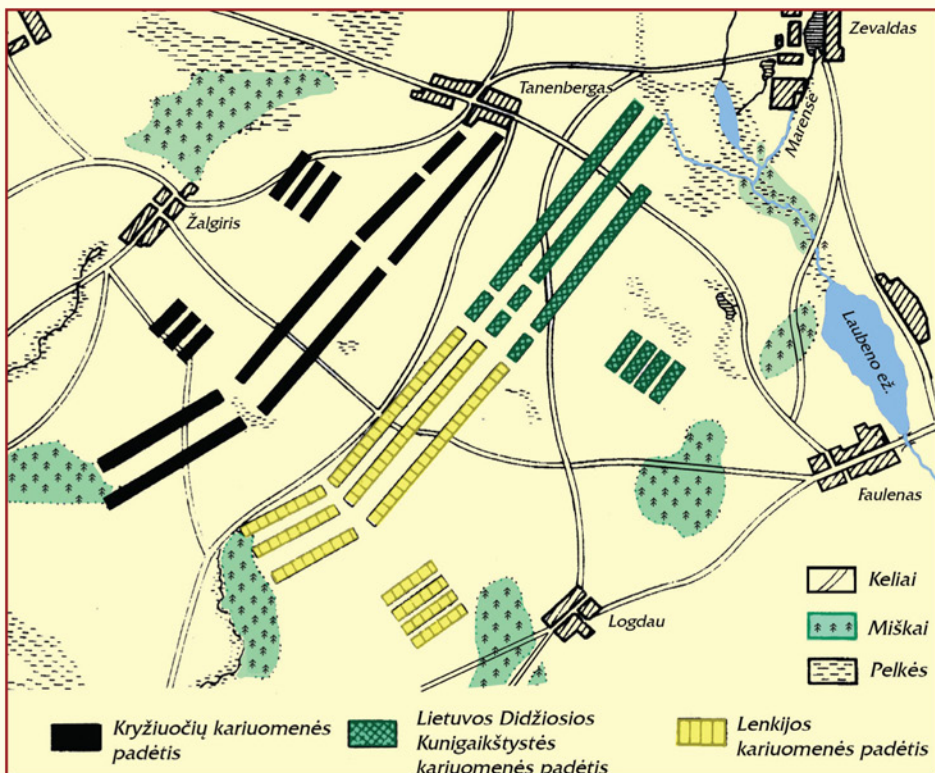 Zevaldas
Tanenbergas
Marensė
Žalgiris
Laubeno ež.
Faulenas
Logdau
Keliai
Miškai
Pelkės
Kryžiuočių kariuomenės
padėtis
Lietuvos Didžiosios
Kunigaikštystės
kariuomenės padėtis
Lenkijos
kariuomenės padėtis